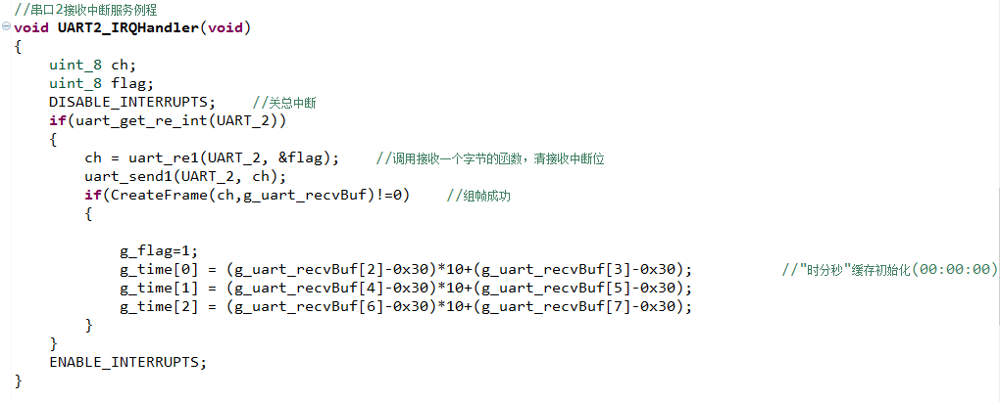 //串口2接收中断服务例程
void UART2_IRQHandler(void)
{
    uint_8 ch;
    uint_8 flag;
    DISABLE_INTERRUPTS;    //关总中断
    if(uart_get_re_int(UART_2))
    {
        ch = uart_re1(UART_2, &flag);    //调用接收一个字节的函数，清接收中断位
        uart_send1(UART_2, ch);
        if(CreateFrame(ch,g_uart_recvBuf)!=0)    //组帧成功
        {
            g_flag=1;
            g_time[0] = (g_uart_recvBuf[2]-0x30)*10+(g_uart_recvBuf[3]-0x30);    //"时分秒"缓存初始化(00:00:00)
            g_time[1] = (g_uart_recvBuf[4]-0x30)*10+(g_uart_recvBuf[5]-0x30);
            g_time[2] = (g_uart_recvBuf[6]-0x30)*10+(g_uart_recvBuf[7]-0x30);
        }
    }
    ENABLE_INTERRUPTS;
}